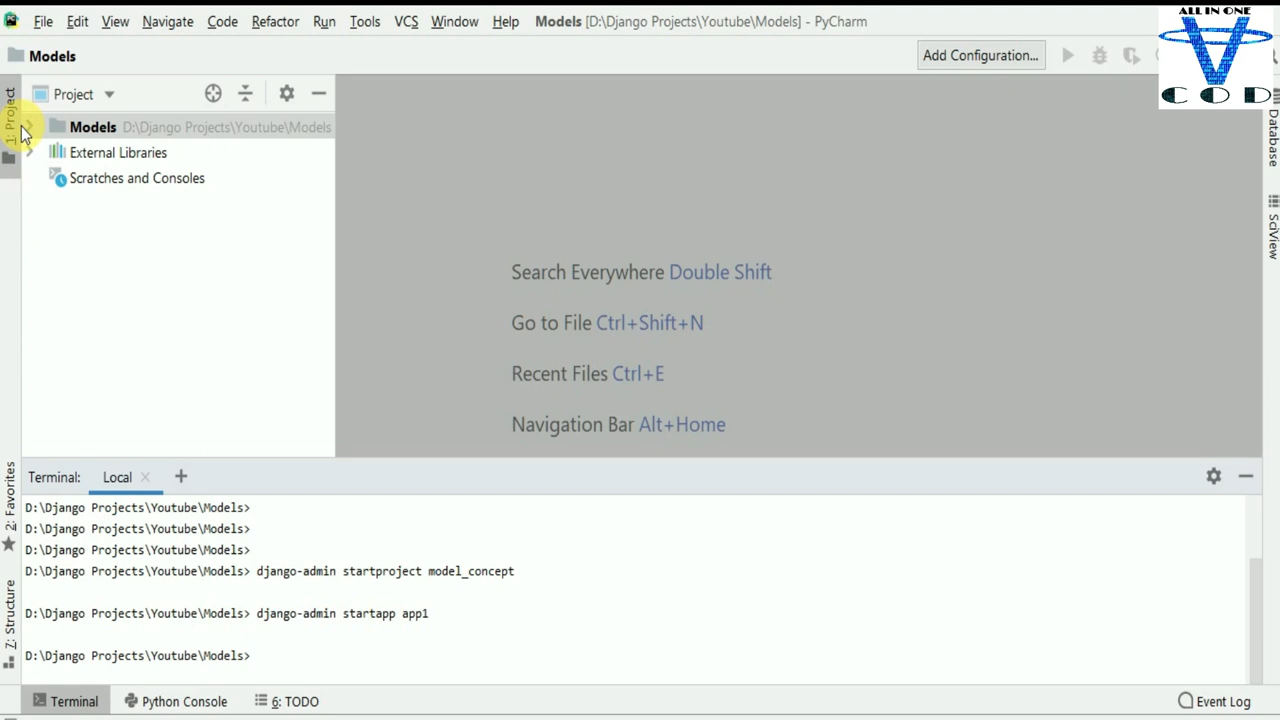 File Edit View Navigate Code Refactor Run Tools VCS Window Help Models [D:\Django Projects\Youtube\Models] - PyCharm
ALL IN ONE
COD
Models
Add Configuration...
1: Project
Project
Models D:\Django Projects\Youtube\Models
External Libraries
Scratches and Consoles
Database
SciView
Search Everywhere Double Shift
Go to File Ctrl+Shift+N
Recent Files Ctrl+E
Navigation Bar Alt+Home
2: Favorites
Z: Structure
Terminal: Local
D:\Django Projects\Youtube\Models>
D:\Django Projects\Youtube\Models>
D:\Django Projects\Youtube\Models>
D:\Django Projects\Youtube\Models> django-admin startproject model_concept
D:\Django Projects\Youtube\Models> django-admin startapp app1
D:\Django Projects\Youtube\Models>
Terminal Python Console 6: TODO Event Log